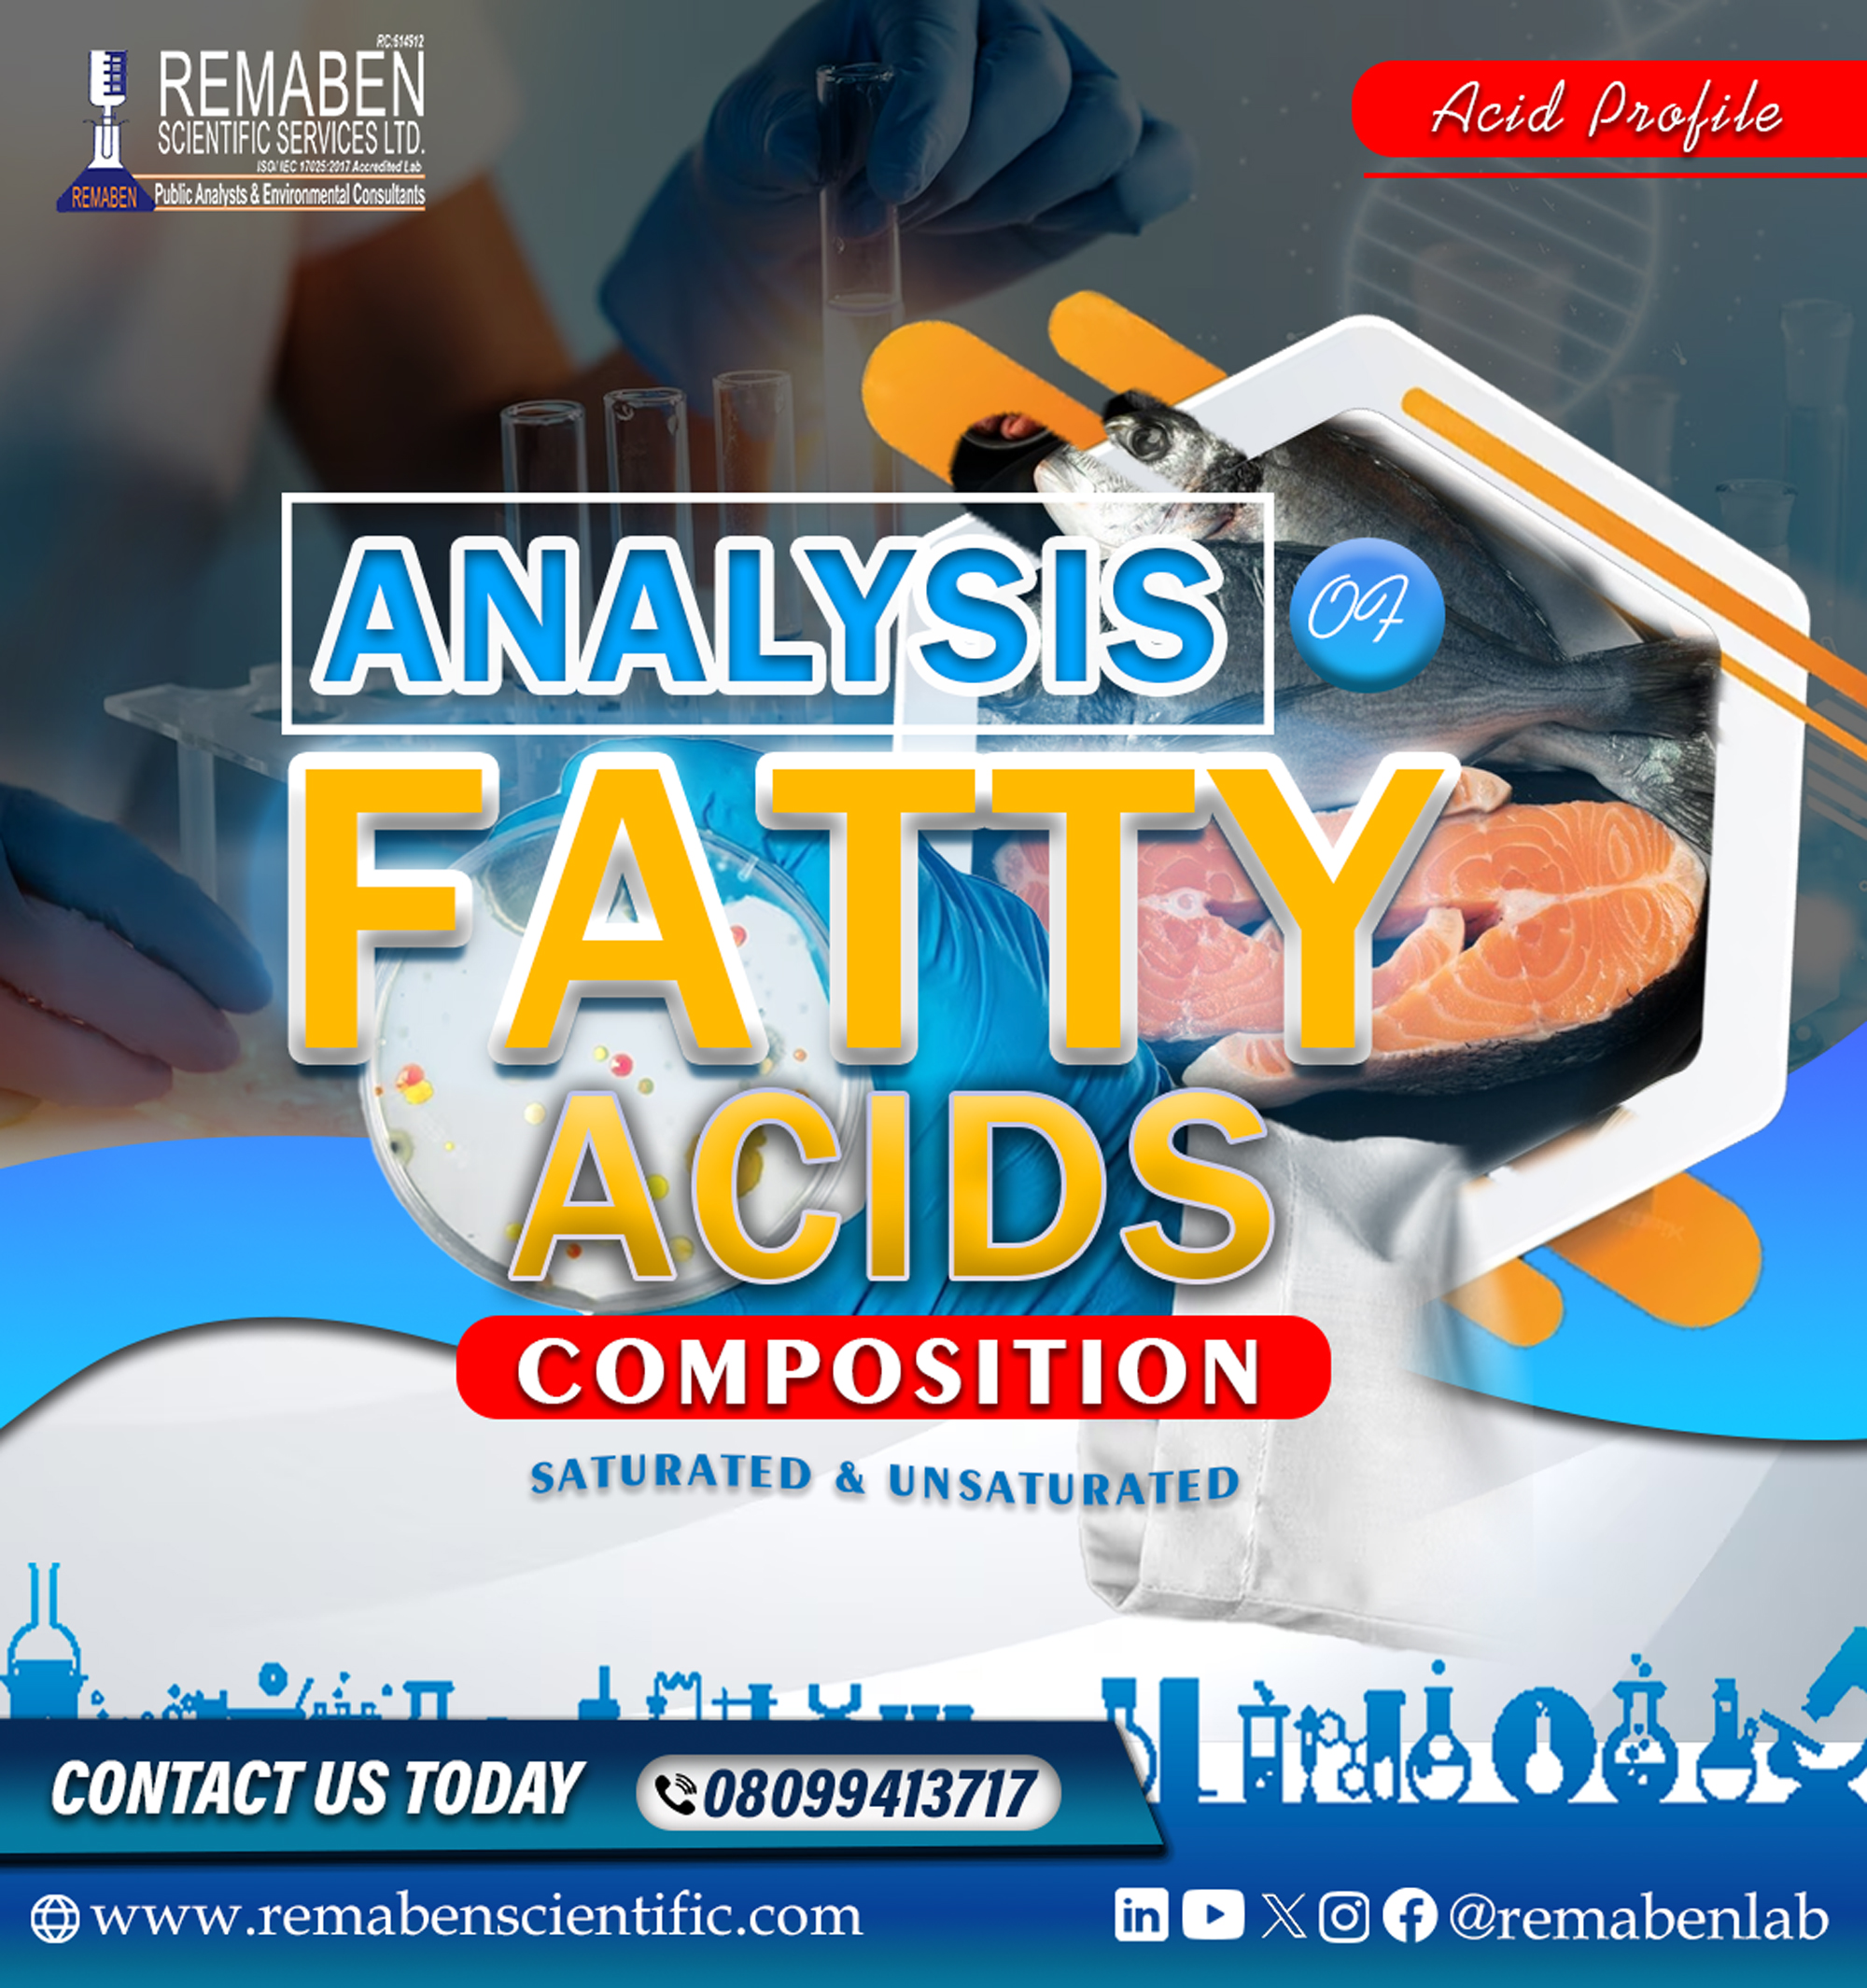 RC:614912
REMABEN
SCIENTIFIC SERVICES LTD.
ISO/ IEC 17025:2017 Accredited Lab
REMABEN
Public Analysts & Environmental Consultants
Acid Profile
ANALYSIS
OF
FATTY
ACIDS
COMPOSITION
SATURATED & UNSATURATED
CONTACT US TODAY
08099413717
www.remabenscientific.com
@remabenlab